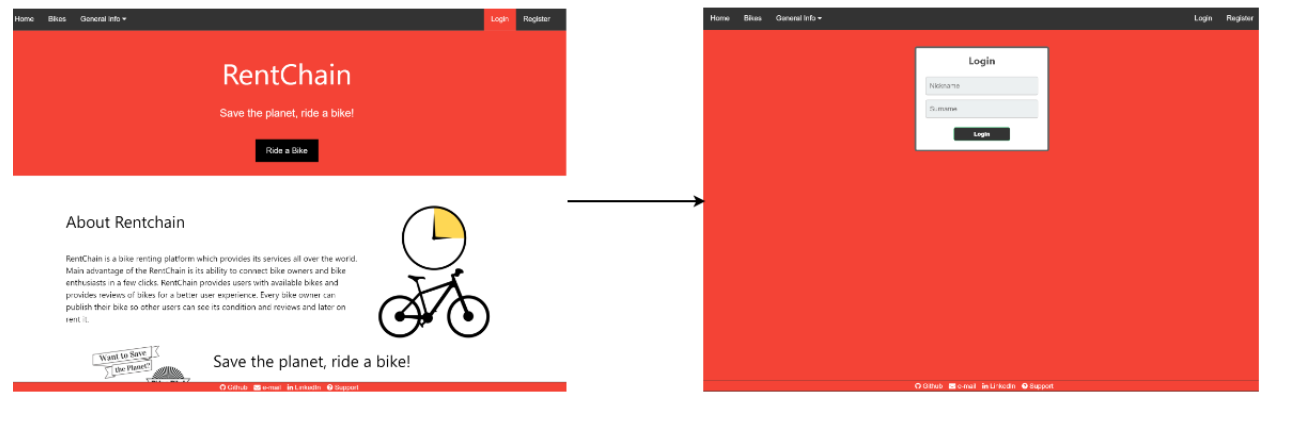 Home Bikes General Info Login Register
RentChain
Save the planet, ride a bike!
Ride a Bike
About Rentchain
RentChain is a bike renting platform which provides its services all over the world.
Main advantage of the RentChain is its ability to connect bike owners and bike
enthusiasts in a few clicks. RentChain provides users with available bikes and
provides reviews of bikes for a better user experience. Every bike owner can
publish their bike so other users can see its condition and reviews and later on
rent it.
Want to Save
the Planet?
Save the planet, ride a bike!
Github e-mail LinkedIn Support
Home Bikes General Info Login Register
Login
Nickname
Surname
Login
Github e-mail LinkedIn Support